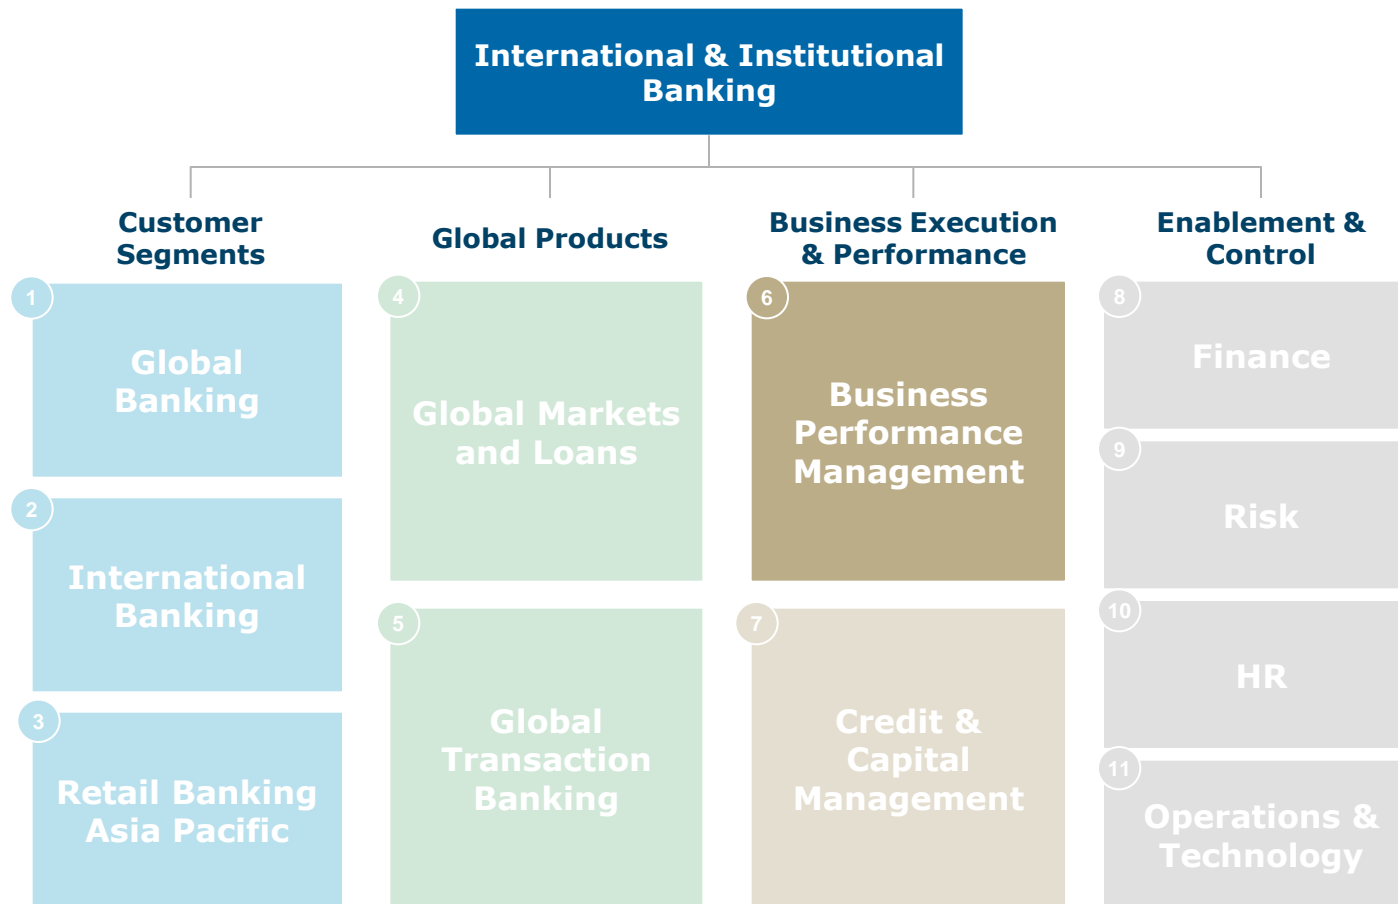 International & Institutional
Banking
Customer
Segments
Global Products
Business Execution
& Performance
Enablement &
Control
1
Global
Banking
2
International
Banking
3
Retail Banking
Asia Pacific
4
Global Markets
and Loans
5
Global
Transaction
Banking
6
Business
Performance
Management
7
Credit &
Capital
Management
8
Finance
9
Risk
10
HR
11
Operations &
Technology